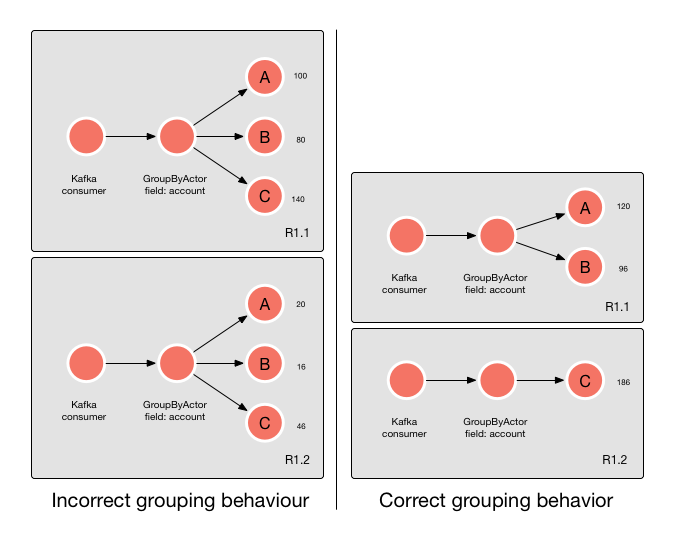 A
100
B
80
Kafka
consumer
GroupByActor
field: account
C
140
R1.1
A
20
B
16
Kafka
consumer
GroupByActor
field: account
C
46
R1.2
Incorrect grouping behaviour
A
120
B
96
Kafka
consumer
GroupByActor
field: account
R1.1
C
186
Kafka
consumer
GroupByActor
field: account
R1.2
Correct grouping behavior